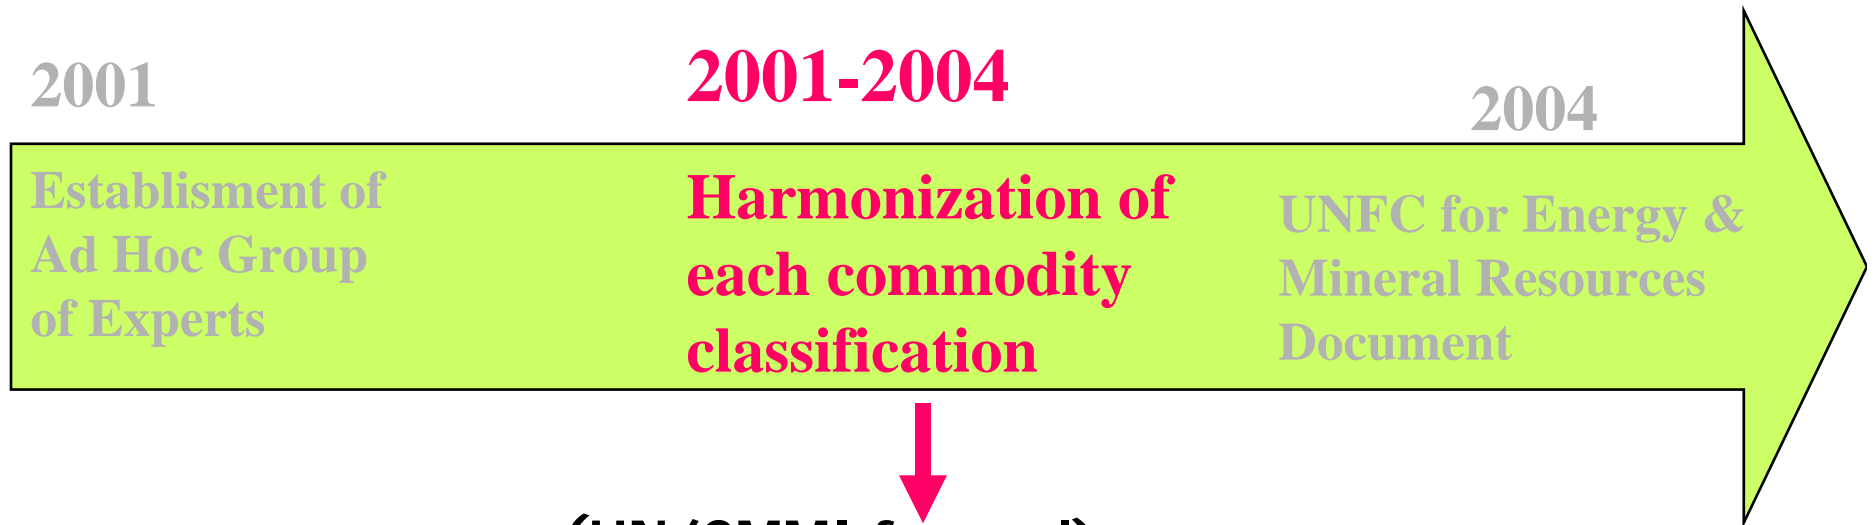 2001
2001-2004
2004
Establisment of
Ad Hoc Group
of Experts
Harmonization of
each commodity
classification
UNFC for Energy &
Mineral Resources
Document